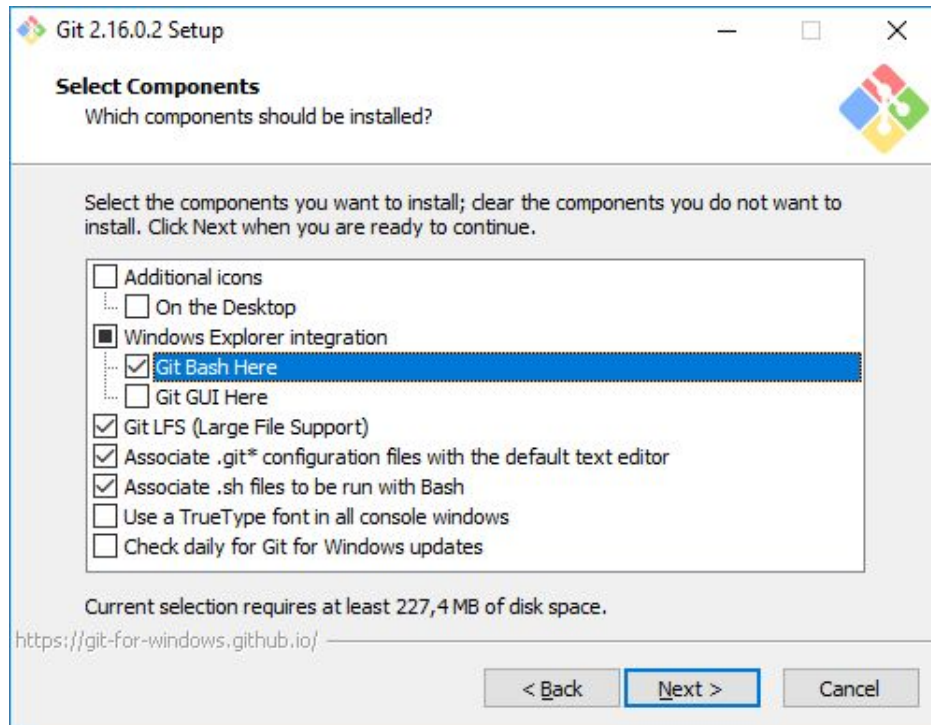 Git 2.16.0.2 Setup
Select Components
Which components should be installed?
Select the components you want to install; clear the components you do not want to
install. Click Next when you are ready to continue.
Additional icons
On the Desktop
Windows Explorer integration
Git Bash Here
Git GUI Here
Git LFS (Large File Support)
Associate .git* configuration files with the default text editor
Associate .sh files to be run with Bash
Use a TrueType font in all console windows
Check daily for Git for Windows updates
Current selection requires at least 227,4 MB of disk space.
https://git-for-windows.github.io/
< Back
Next >
Cancel